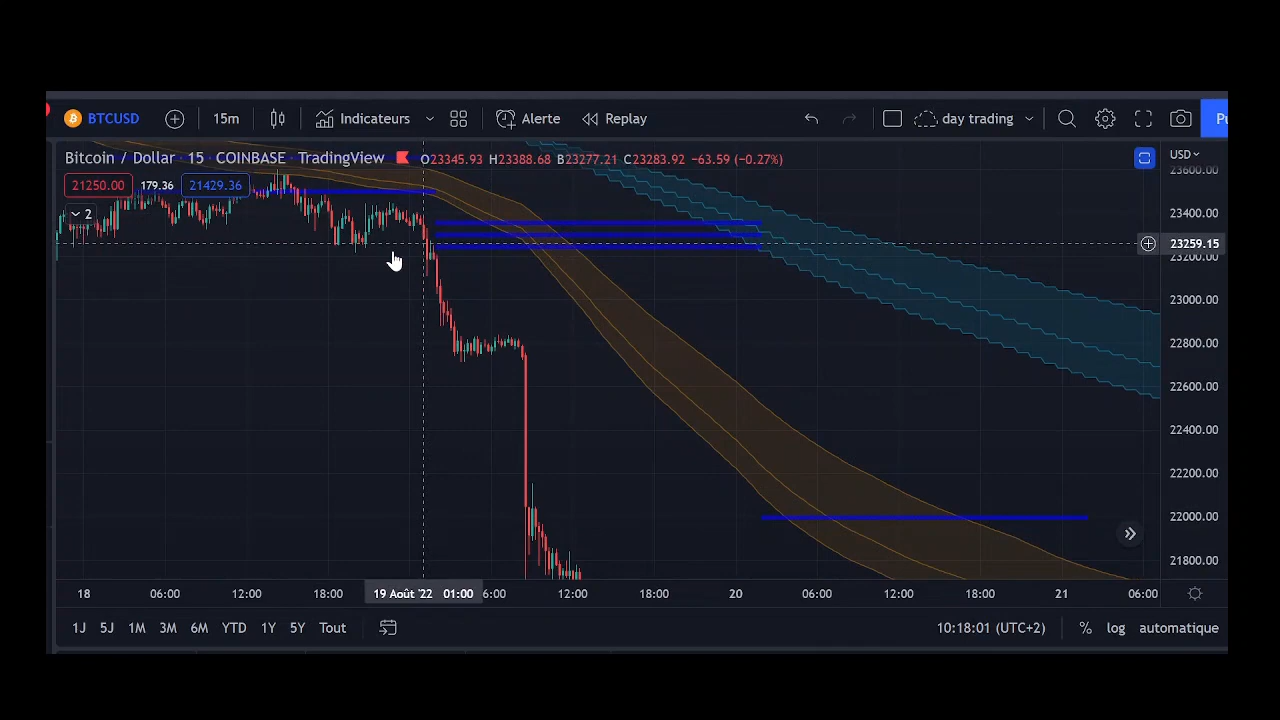 BTCUSD 15m Indicateurs Alerte Replay day trading Pu
Bitcoin / Dollar · 15 · COINBASE · TradingView O23345.93 H23388.68 B23277.21 C23283.92 −63.59 (−0.27%) USD
21250.00 179.36 21429.36
2
23600.00
23400.00
23259.15
23200.00
23000.00
22800.00
22600.00
22400.00
22200.00
22000.00
21800.00
18 06:00 12:00 18:00 19 Août '22 01:00 6:00 12:00 18:00 20 06:00 12:00 18:00 21 06:00
1J 5J 1M 3M 6M YTD 1Y 5Y Tout 10:18:01 (UTC+2) % log automatique